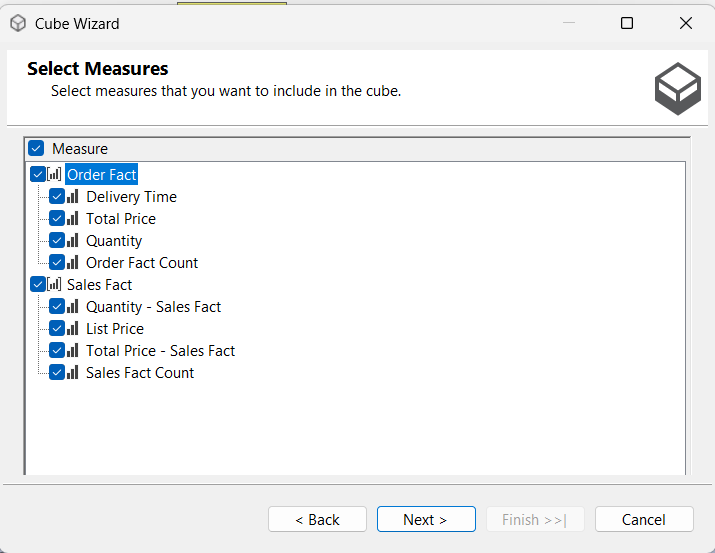 Cube Wizard
Select Measures
Select measures that you want to include in the cube.
Measure
Order Fact
Delivery Time
Total Price
Quantity
Order Fact Count
Sales Fact
Quantity - Sales Fact
List Price
Total Price - Sales Fact
Sales Fact Count
< Back
Next >
Finish >>|
Cancel